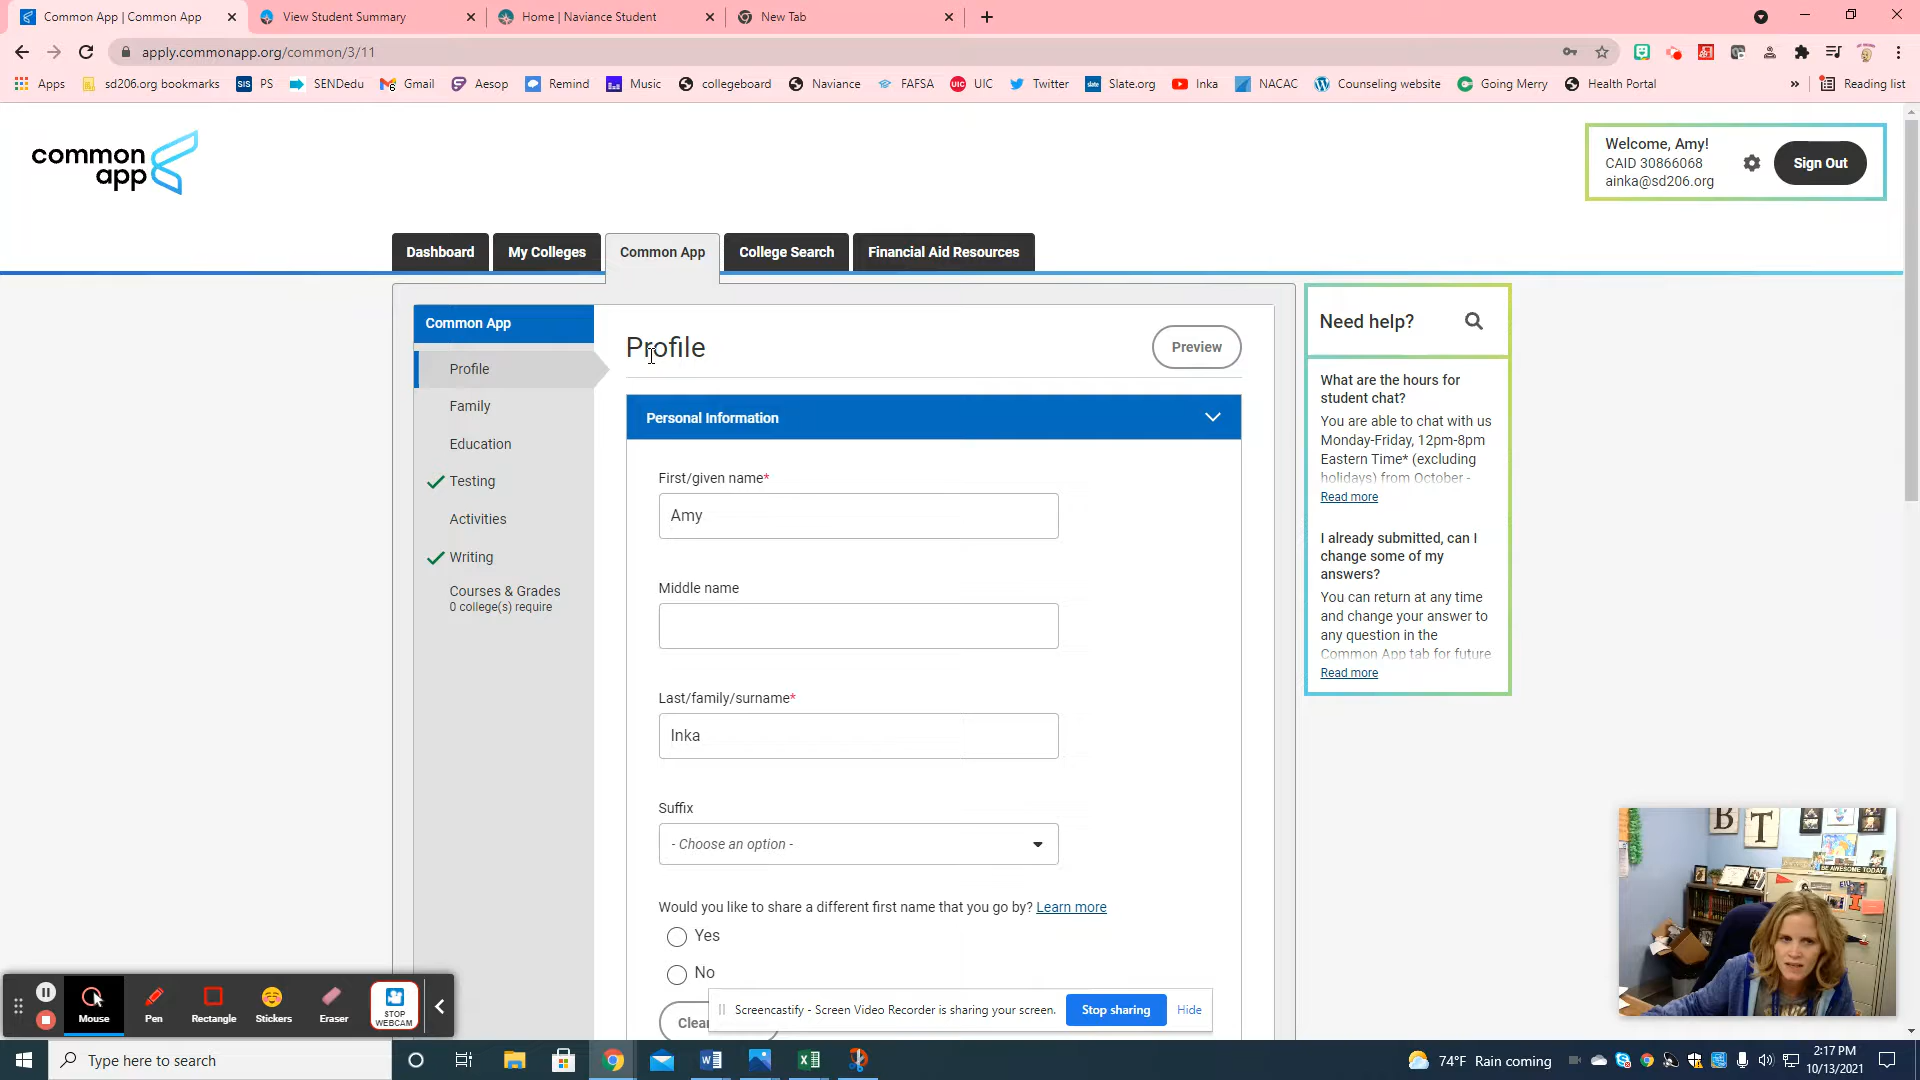 Common App | Common App
View Student Summary
Home | Naviance Student
New Tab
apply.commonapp.org/common/3/11
Apps
sd206.org bookmarks
SIS PS
SENDedu
Gmail
Aesop
Remind
Music
collegeboard
Naviance
FAFSA
UIC UIC
Twitter
slate Slate.org
Inka
NACAC
Counseling website
Going Merry
Health Portal
»
Reading list
common
app
Welcome, Amy!
CAID 30866068
ainka@sd206.org
Sign Out
Dashboard
My Colleges
Common App
College Search
Financial Aid Resources
Common App
Profile
Family
Education
Testing
Activities
Writing
Courses & Grades
0 college(s) require
Profile
Preview
Personal Information
First/given name*
Amy
Middle name
Last/family/surname*
Inka
Suffix
- Choose an option -
Would you like to share a different first name that you go by? Learn more
Yes
No
Clear
Need help?
What are the hours for
student chat?
You are able to chat with us
Monday-Friday, 12pm-8pm
Eastern Time* (excluding
holidays) from October -
Read more
I already submitted, can I
change some of my
answers?
You can return at any time
and change your answer to
any question in the
Common App tab for future
Read more
B T
BE AWESOME TODAY
I
Mouse
Pen
Rectangle
Stickers
Eraser
STOP
WEBCAM
Screencastify - Screen Video Recorder is sharing your screen.
Stop sharing
Hide
Type here to search
74°F Rain coming
2:17 PM
10/13/2021